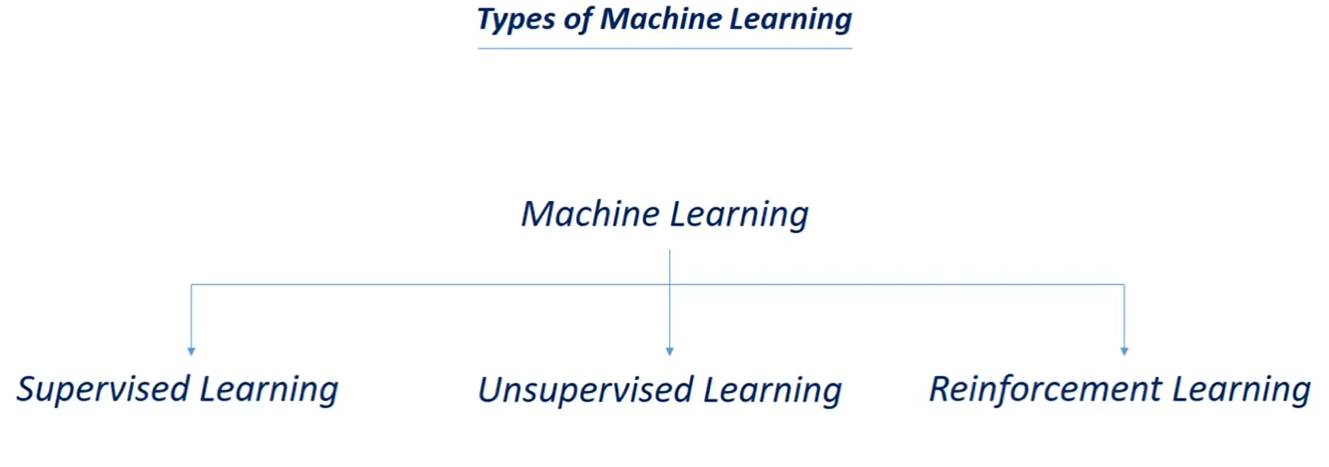 Types of Machine Learning
Machine Learning
Supervised Learning
Unsupervised Learning
Reinforcement Learning